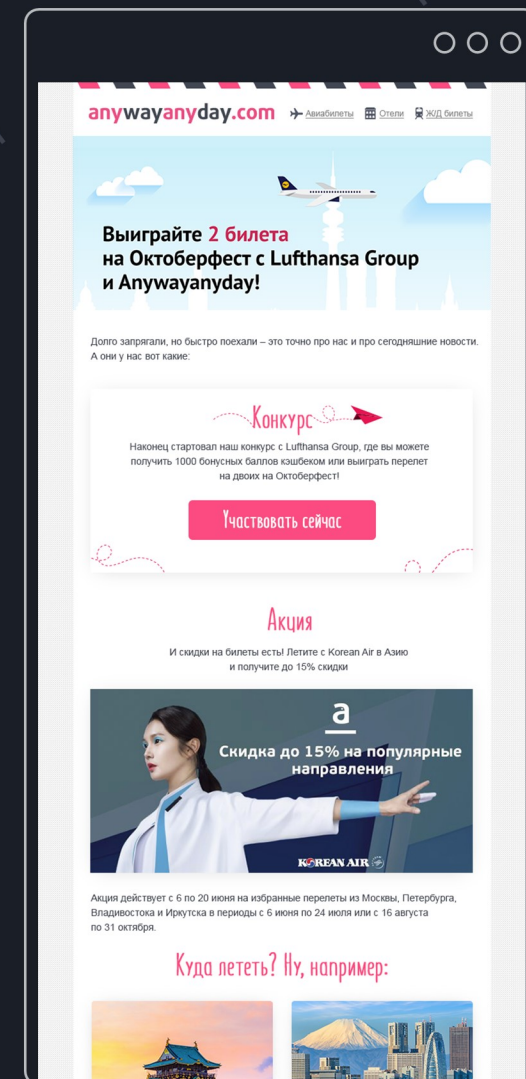 anywayanyday.com
Авиабилеты Отели Ж/Д билеты
Выиграйте 2 билета
на Октоберфест с Lufthansa Group
и Anywayanyday!
Долго запрягали, но быстро поехали – это точно про нас и про сегодняшние новости.
А они у нас вот какие:
Конкурс
Наконец стартовал наш конкурс с Lufthansa Group, где вы можете
получить 1000 бонусных баллов кэшбеком или выиграть перелет
на двоих на Октоберфест!
Участвовать сейчас
Акция
И скидки на билеты есть! Летите с Korean Air в Азию
и получите до 15% скидки
a
Скидка до 15% на популярные
направления
KOREAN AIR
Акция действует с 6 по 20 июня на избранные перелеты из Москвы, Петербурга,
Владивостока и Иркутска в периоды с 6 июня по 24 июля или с 16 августа
по 31 октября.
Куда лететь? Ну, например: